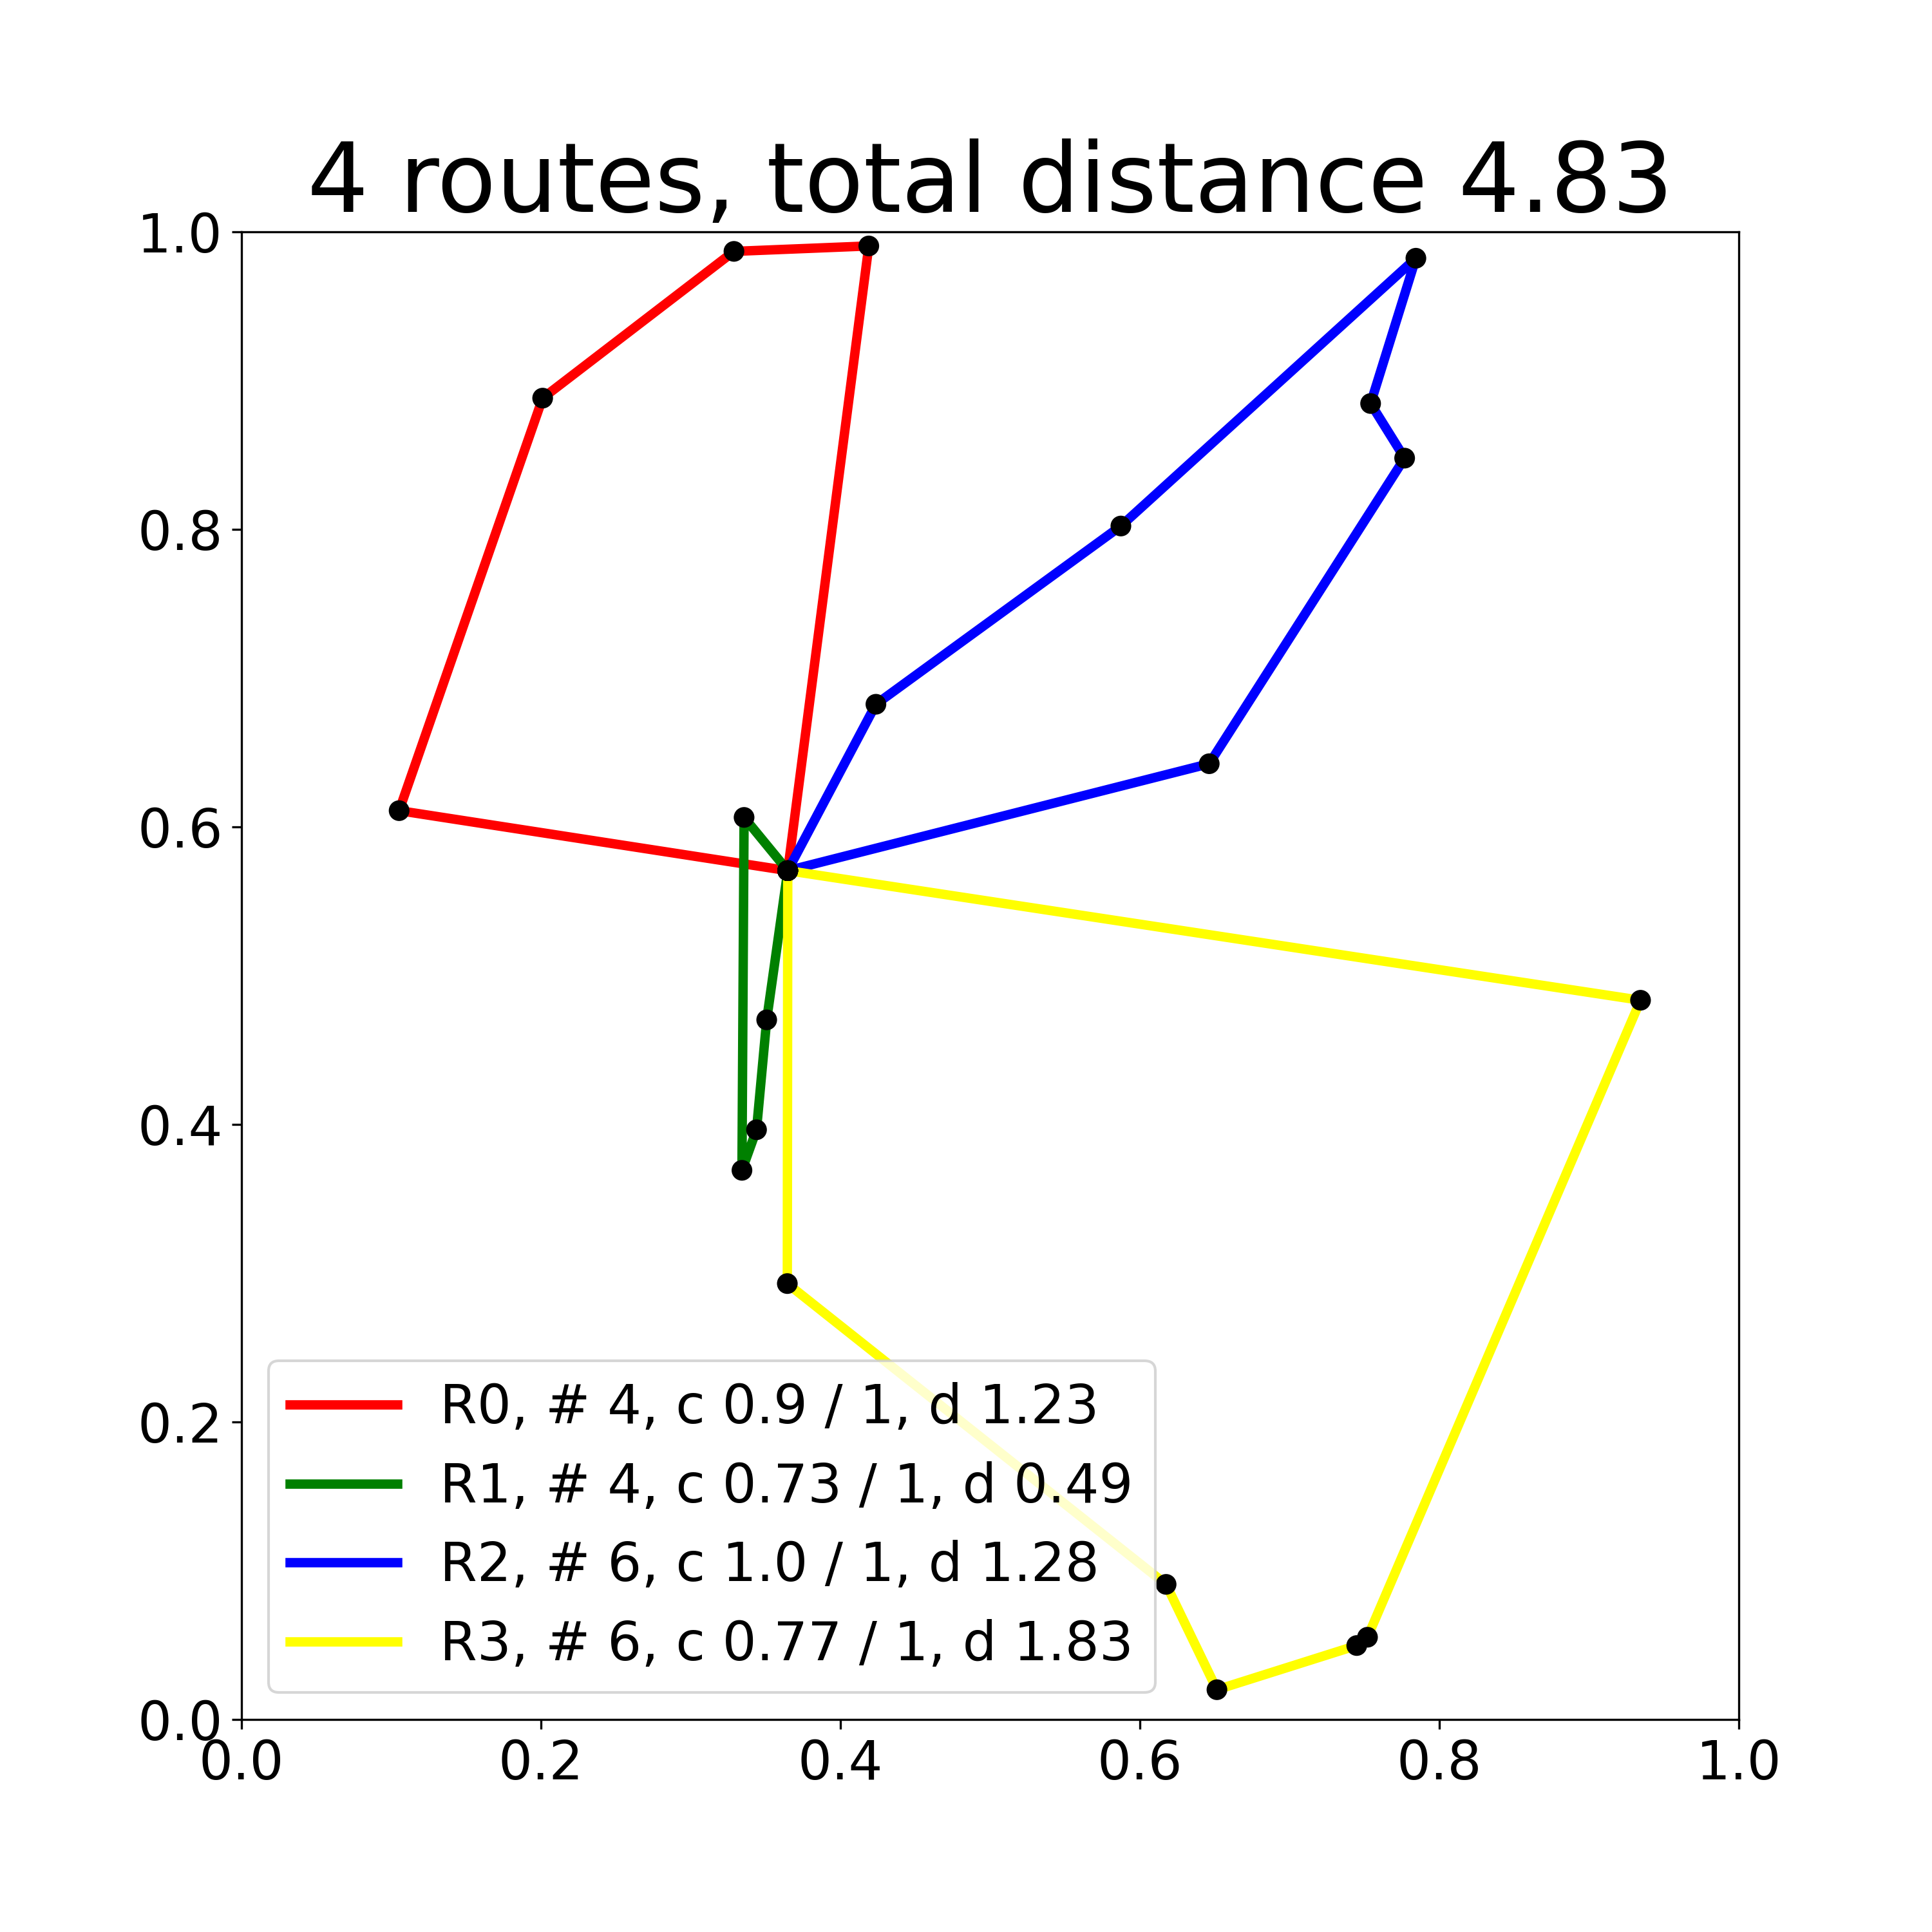 4 routes, total distance 4.83
1.0
0.8
0.6
0.4
0.2
0.0
R0, # 4, c 0.9 / 1, d 1.23
R1, # 4, c 0.73 / 1, d 0.49
R2, # 6, c 1.0 / 1, d 1.28
R3, # 6, c 0.77 / 1, d 1.83
0.0 0.2 0.4 0.6 0.8 1.0